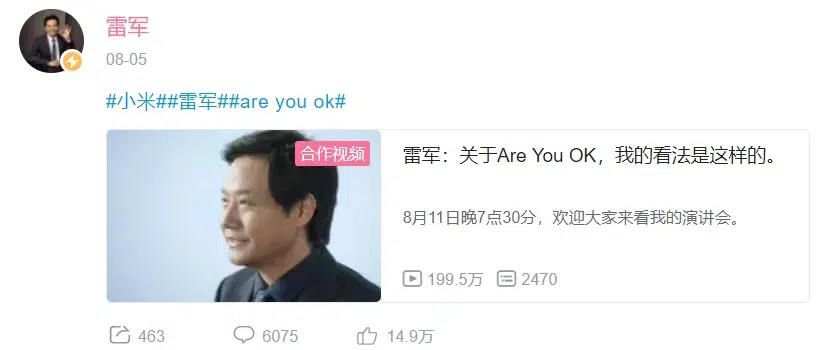 雷军
08-05
#小米##雷军##are you ok#
合作视频
雷军：关于Are You OK，我的看法是这样的。
8月11日晚7点30分，欢迎大家来看我的演讲会。
199.5万 2470
463 6075 14.9万